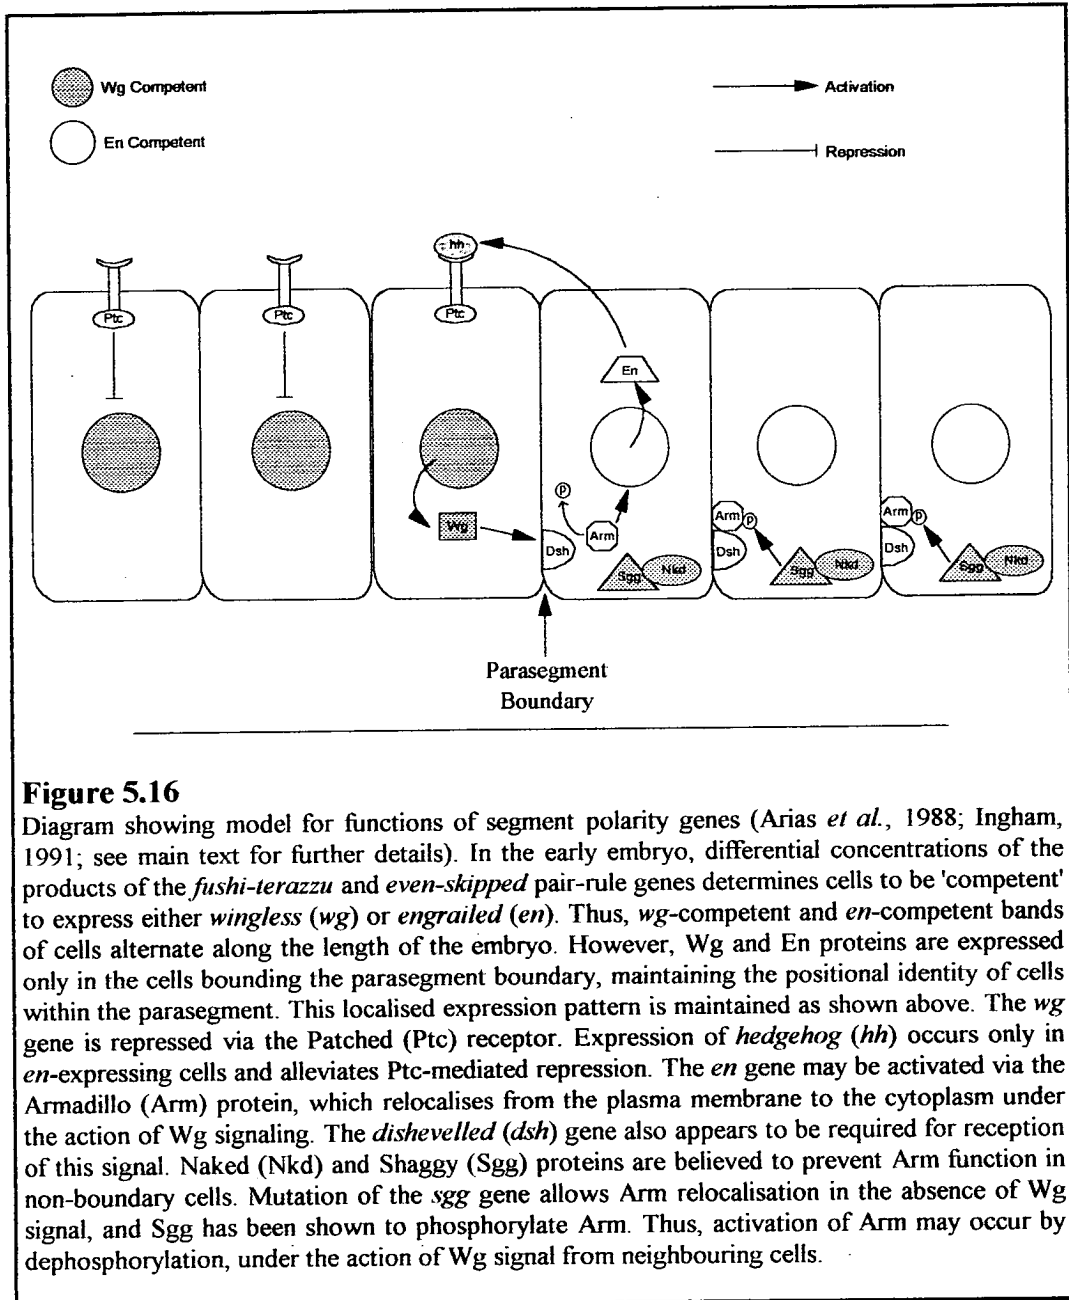 Wg Competent
En Competent
Activation
Repression
hh
Ptc
Ptc
Ptc
En
Wg
P
Arm
Dsh
Sgg
Nkd
Arm
P
Dsh
Sgg
Nkd
Arm
P
Dsh
Sgg
Nkd
Parasegment
Boundary
Figure 5.16
Diagram showing model for functions of segment polarity genes (Arias et al., 1988; Ingham,
1991; see main text for further details). In the early embryo, differential concentrations of the
products of the fushi-terazzu and even-skipped pair-rule genes determines cells to be 'competent'
to express either wingless (wg) or engrailed (en). Thus, wg-competent and en-competent bands
of cells alternate along the length of the embryo. However, Wg and En proteins are expressed
only in the cells bounding the parasegment boundary, maintaining the positional identity of cells
within the parasegment. This localised expression pattern is maintained as shown above. The wg
gene is repressed via the Patched (Ptc) receptor. Expression of hedgehog (hh) occurs only in
en-expressing cells and alleviates Ptc-mediated repression. The en gene may be activated via the
Armadillo (Arm) protein, which relocalises from the plasma membrane to the cytoplasm under
the action of Wg signaling. The dishevelled (dsh) gene also appears to be required for reception
of this signal. Naked (Nkd) and Shaggy (Sgg) proteins are believed to prevent Arm function in
non-boundary cells. Mutation of the sgg gene allows Arm relocalisation in the absence of Wg
signal, and Sgg has been shown to phosphorylate Arm. Thus, activation of Arm may occur by
dephosphorylation, under the action of Wg signal from neighbouring cells.